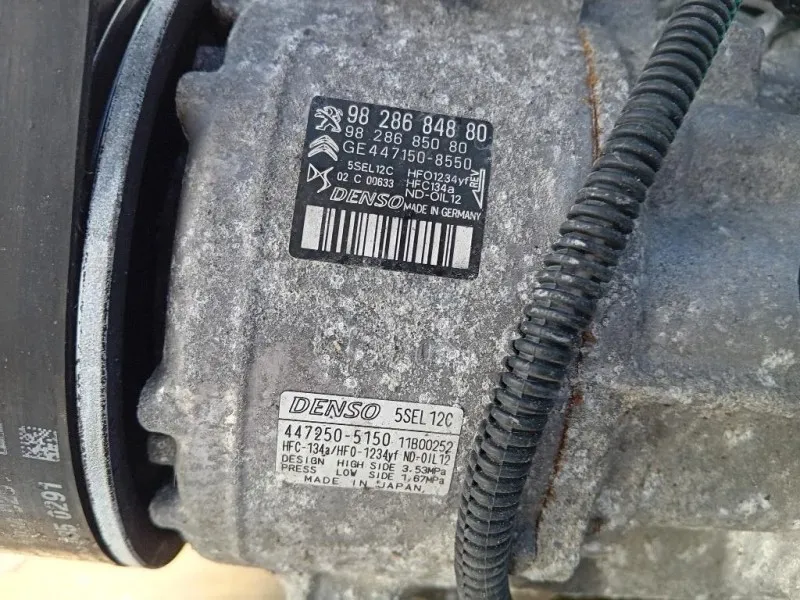 98 286 848 80
98 286 850 80
GE447150-8550
5SEL12C HFO1234yf
02 C 00633 HFC134a
ND-OIL12
REV
DENSO MADE IN GERMANY
DENSO 5SEL12C
447250-5150 11B00252
HFC-134a/HFO-1234yf ND-OIL12
DESIGN HIGH SIDE 3.53MPa
PRESS LOW SIDE 1.67MPa
MADE IN JAPAN
0291